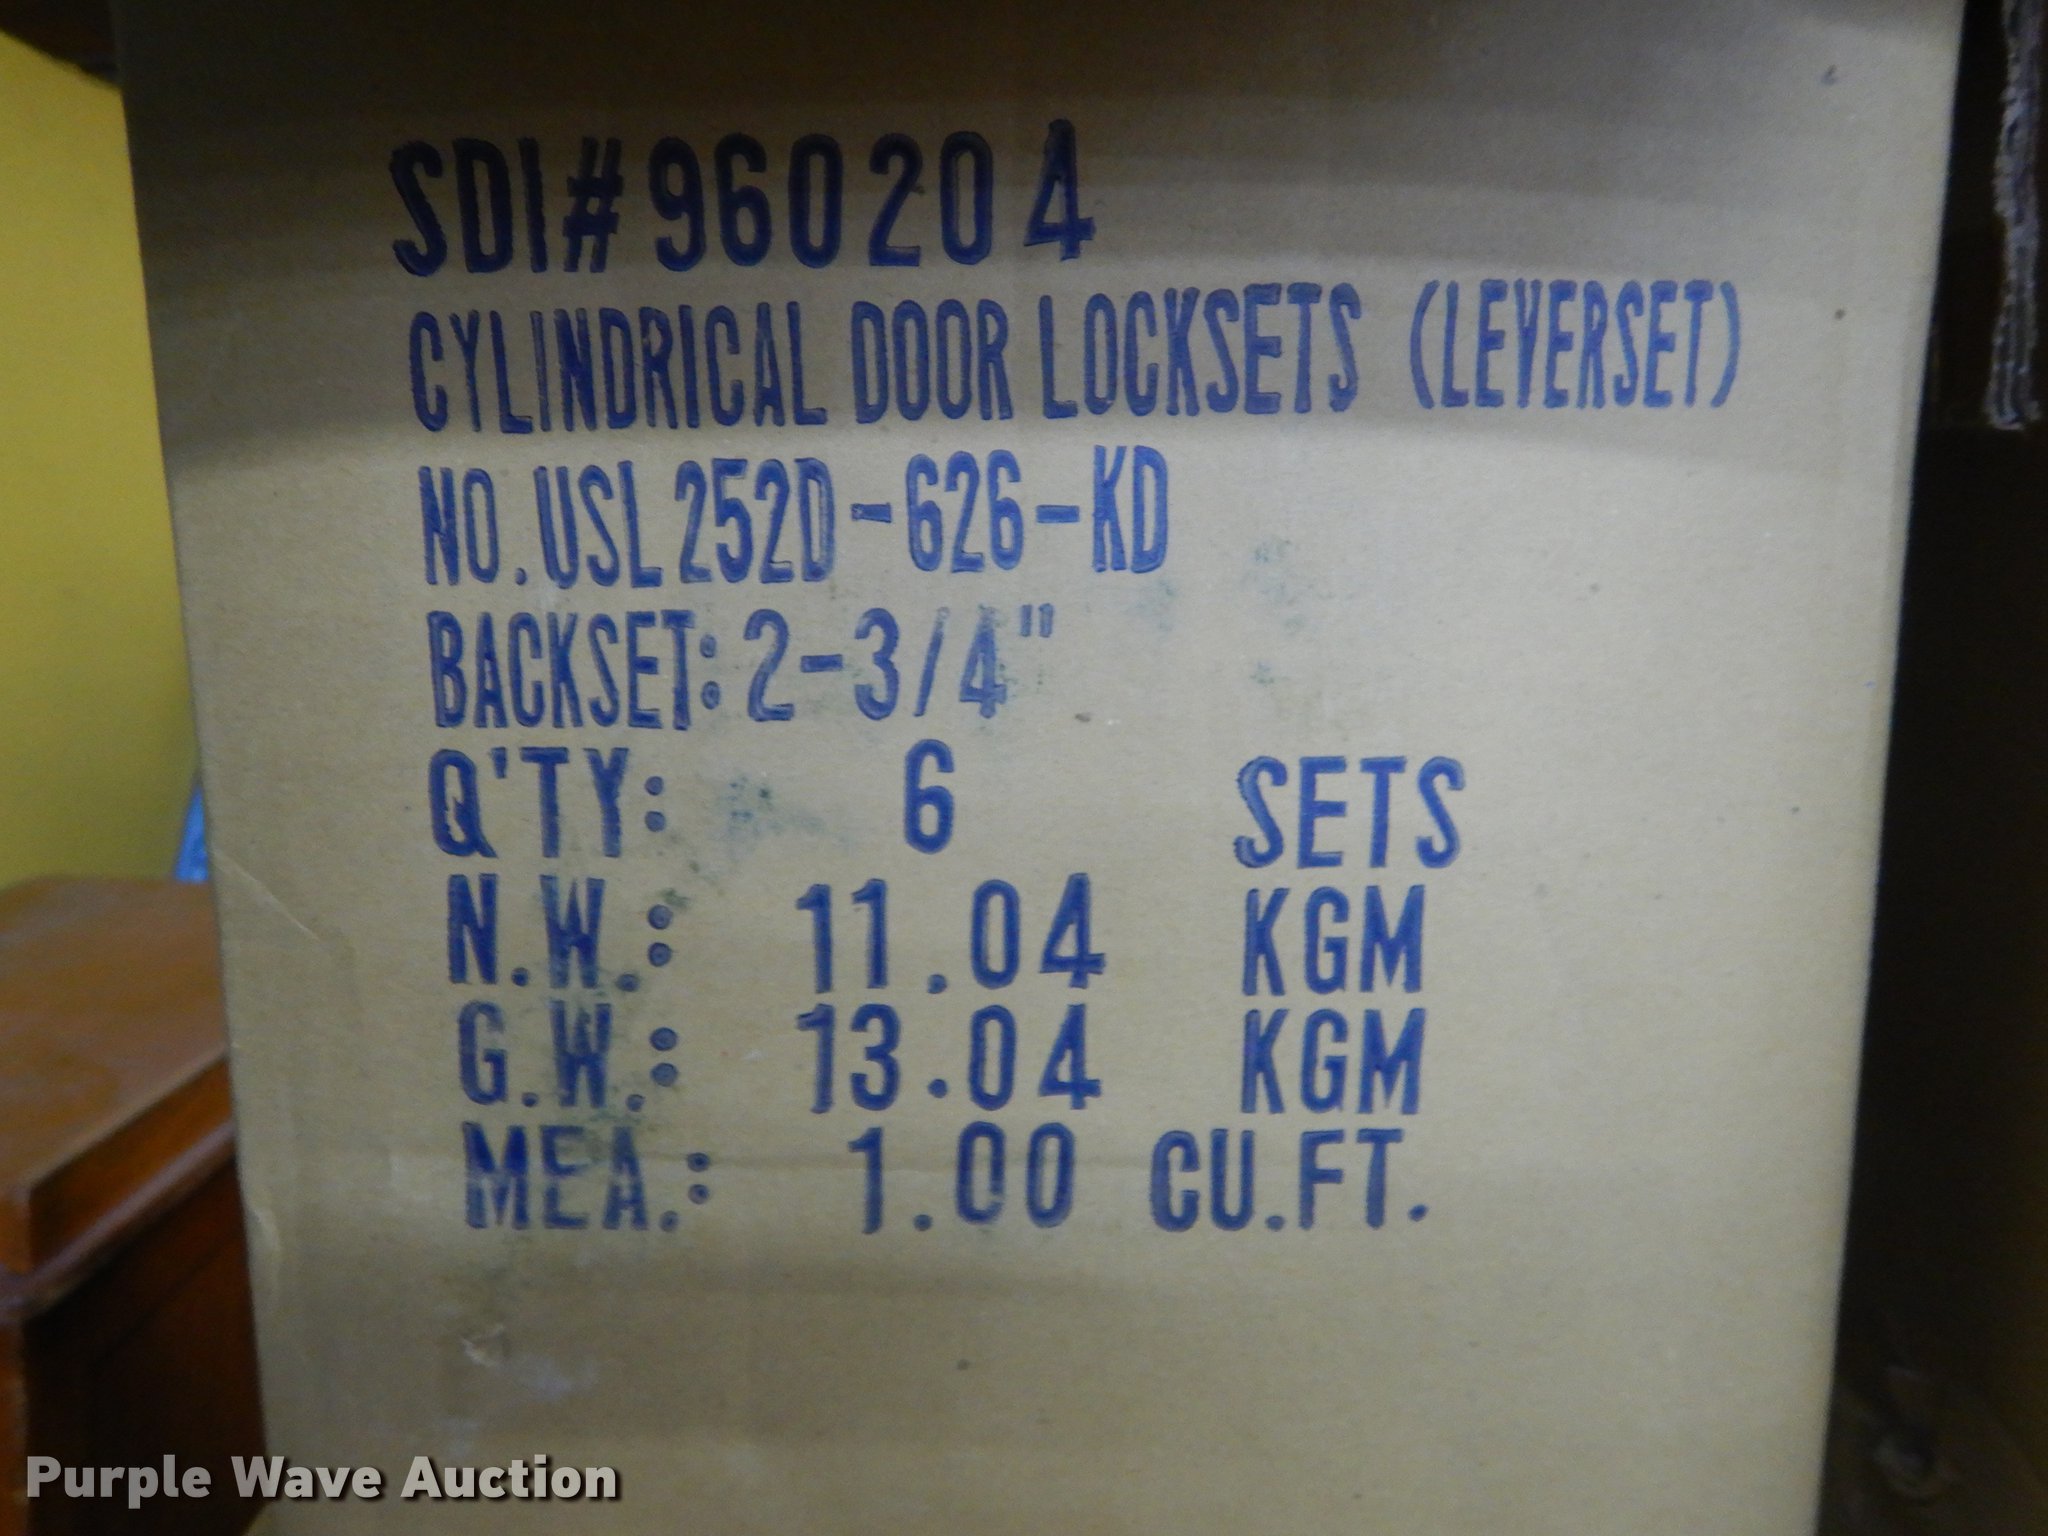 SDI#960204
CYLINDRICAL DOOR LOCKSETS (LEVERSET)
NO.USL252D-626-KD
BACKSET:2-3/4"
Q'TY: 6 SETS
N.W.: 11.04 KGM
G.W.: 13.04 KGM
MEA.: 1.00 CU.FT.
Purple Wave Auction